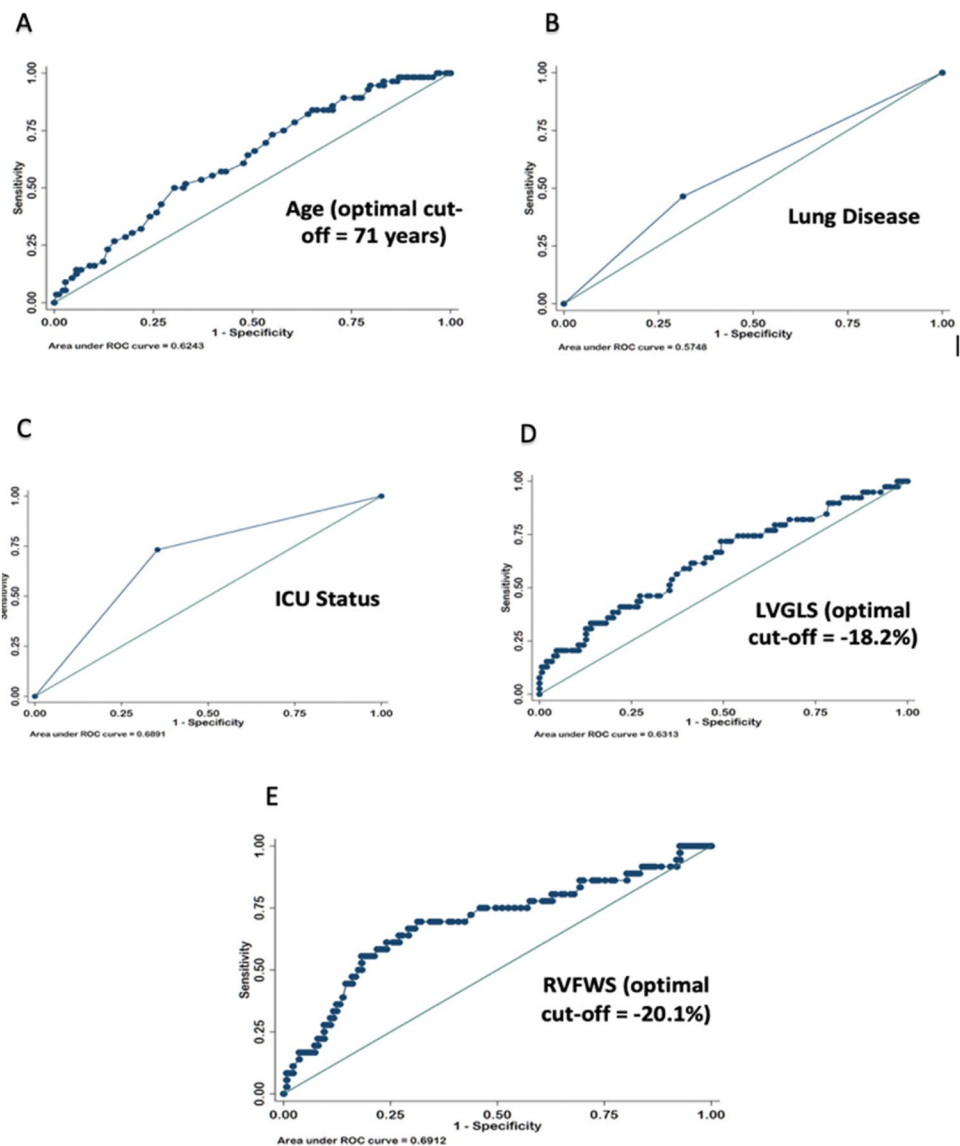 A
1.00
0.75
0.50
0.25
0.00
Sensitivity
Age (optimal cut-
off = 71 years)
0.00 0.25 0.50 0.75 1.00
1 - Specificity
Area under ROC curve = 0.6243
B
1.00
0.75
0.50
0.25
0.00
Sensitivity
Lung Disease
0.00 0.25 0.50 0.75 1.00
1 - Specificity
Area under ROC curve = 0.5748
C
1.00
0.75
0.50
0.25
0.00
Sensitivity
ICU Status
0.00 0.25 0.50 0.75 1.00
1 - Specificity
Area under ROC curve = 0.6891
D
1.00
0.75
0.50
0.25
0.00
Sensitivity
LVGLS (optimal
cut-off = -18.2%)
0.00 0.25 0.50 0.75 1.00
1 - Specificity
Area under ROC curve = 0.6313
E
1.00
0.75
0.50
0.25
0.00
Sensitivity
RVFWS (optimal
cut-off = -20.1%)
0.00 0.25 0.50 0.75 1.00
1 - Specificity
Area under ROC curve = 0.6912